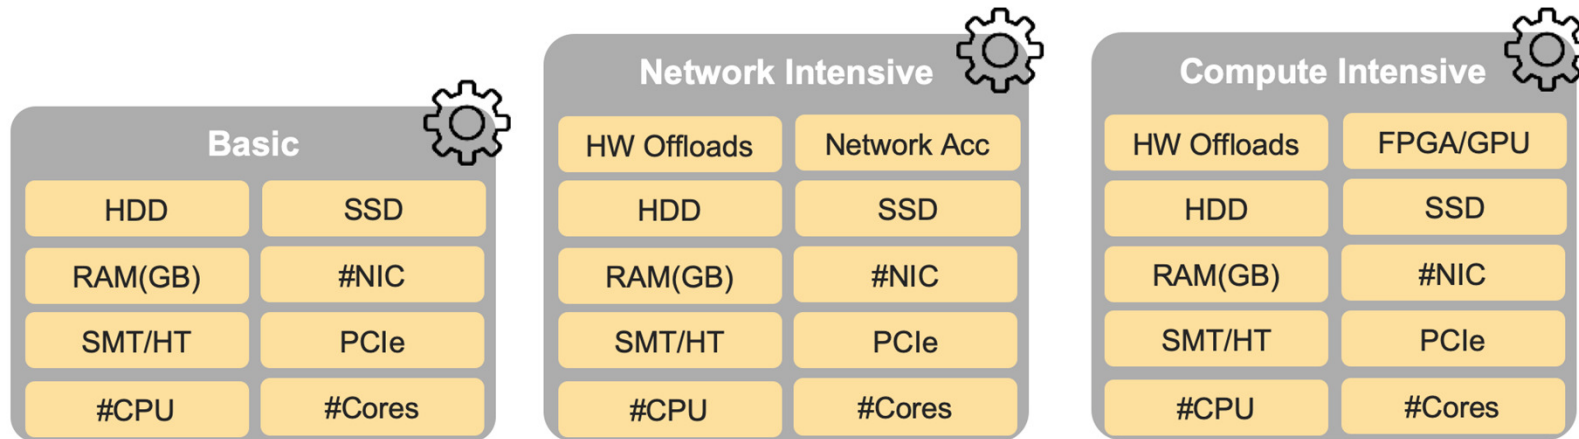 Basic
HDD SSD
RAM(GB) #NIC
SMT/HT PCIe
#CPU #Cores
Network Intensive
HW Offloads Network Acc
HDD SSD
RAM(GB) #NIC
SMT/HT PCIe
#CPU #Cores
Compute Intensive
HW Offloads FPGA/GPU
HDD SSD
RAM(GB) #NIC
SMT/HT PCIe
#CPU #Cores